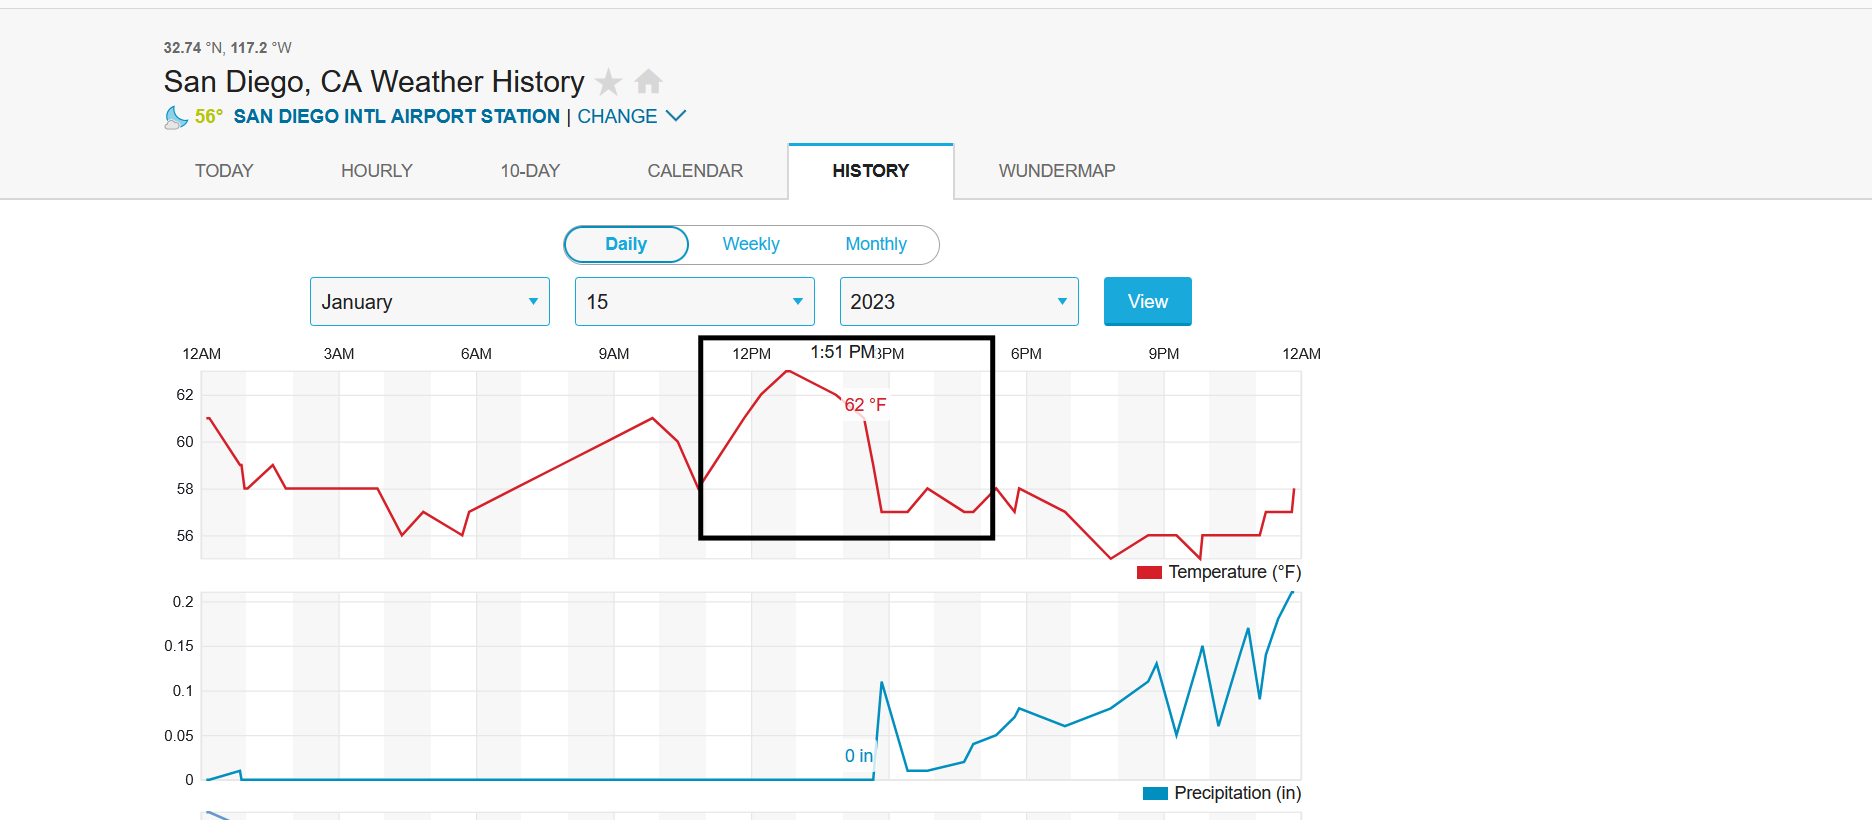 32.74 °N, 117.2 °W
San Diego, CA Weather History
56° SAN DIEGO INTL AIRPORT STATION | CHANGE
TODAY HOURLY 10-DAY CALENDAR HISTORY WUNDERMAP
Daily Weekly Monthly
January 15 2023 View
12AM 3AM 6AM 9AM 12PM 1:51 PM 3PM 6PM 9PM 12AM
62
62 °F
60
58
56
Temperature (°F)
0.2
0.15
0.1
0.05
0 in
0
Precipitation (in)